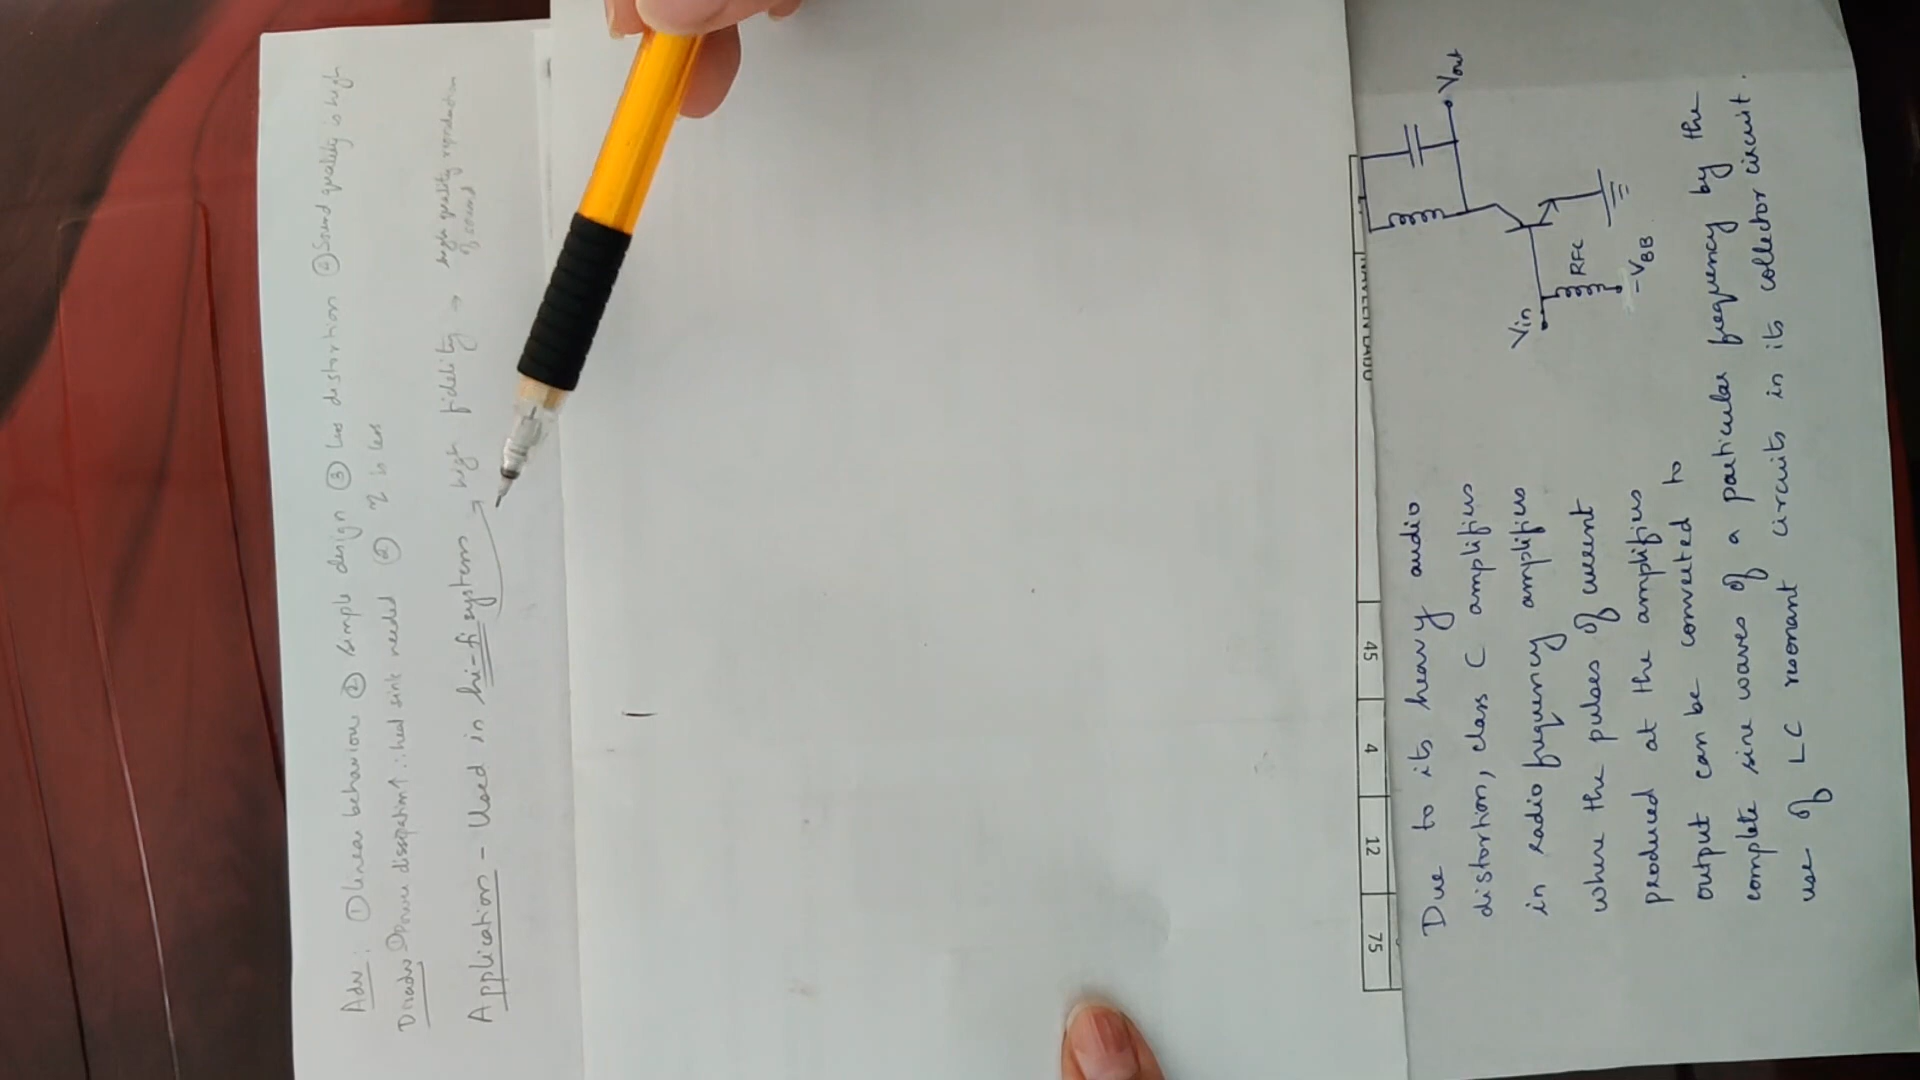 Adv: ① linear behaviour ② Simple design ③ less distortion ④ Sound quality is high
Disadv ① power dissipation↑ ∴ heat sink needed ② η is less
Application - Used in hi-fi systems → high fidelity → high quality reproduction
of sound
45 4 12 75
Vout
Vin
RFC
-VBB
Due to its heavy audio
distortion, class C amplifiers
in radio frequency amplifiers
where the pulses of current
produced at the amplifiers
output can be converted to
complete sine waves of a particular frequency by the
use of LC resonant circuits in its collector circuit.